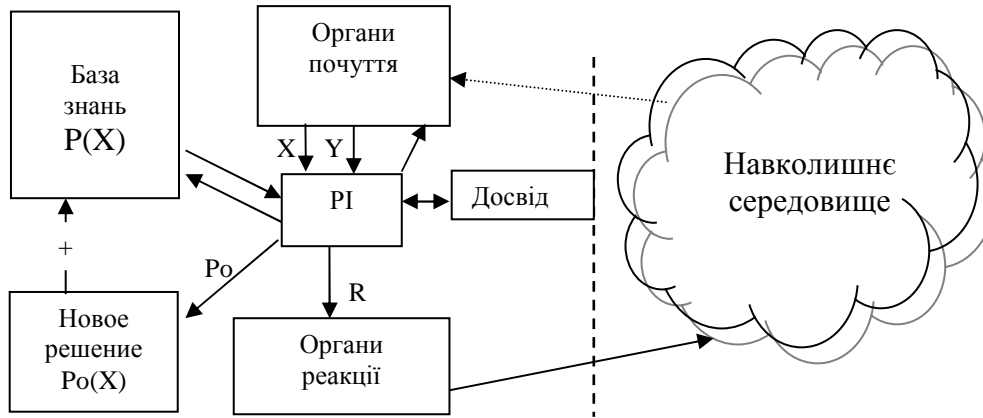 База
знань
P(X)
Органи
почуття
X
Y
PI
Досвід
Навколишнє
середовище
+
Po
R
Новое
решение
Po(X)
Органи
реакції